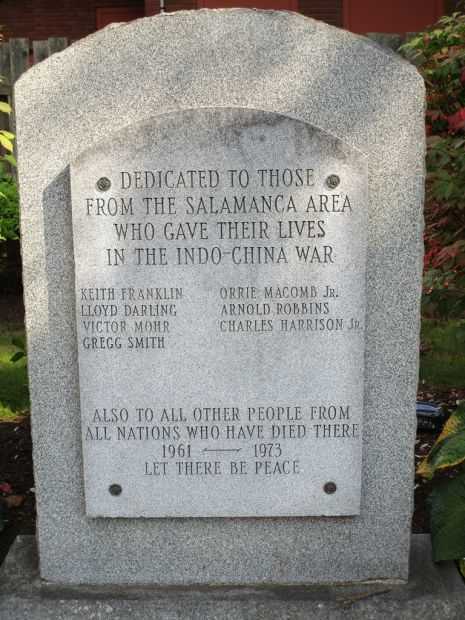 DEDICATED TO THOSE
FROM THE SALAMANCA AREA
WHO GAVE THEIR LIVES
IN THE INDO-CHINA WAR
KEITH FRANKLIN
LLOYD DARLING
VICTOR MOHR
GREGG SMITH
ORRIE MACOMB JR.
ARNOLD ROBBINS
CHARLES HARRISON JR.
ALSO TO ALL OTHER PEOPLE FROM
ALL NATIONS WHO HAVE DIED THERE
1961 — 1973
LET THERE BE PEACE